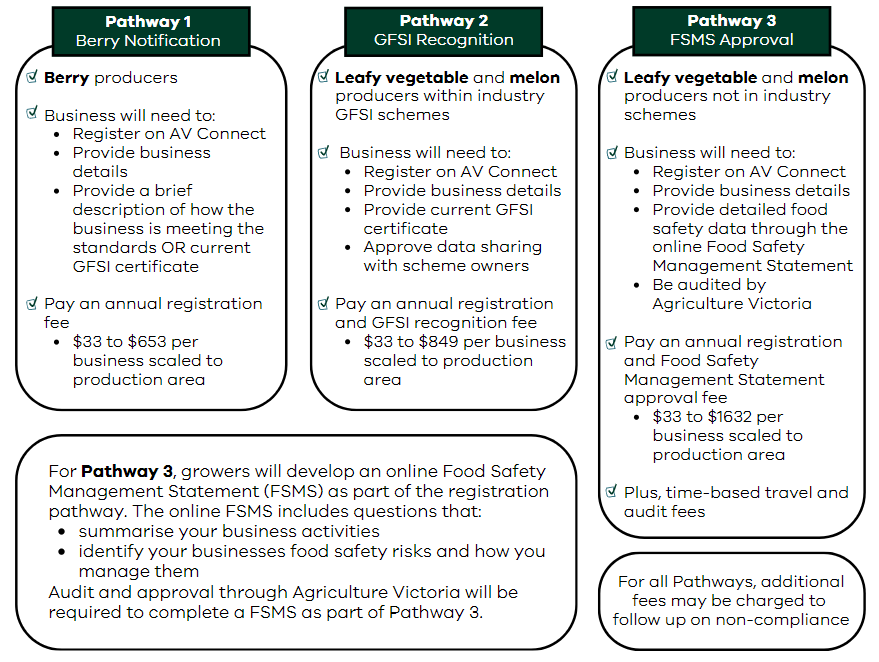 Pathway 1
Berry Notification
Berry producers
Business will need to:
• Register on AV Connect
• Provide business
details
• Provide a brief
description of how the
business is meeting the
standards OR current
GFSI certificate
Pay an annual registration
fee
• $33 to $653 per
business scaled to
production area
Pathway 2
GFSI Recognition
Leafy vegetable and melon
producers within industry
GFSI schemes
Business will need to:
• Register on AV Connect
• Provide business details
• Provide current GFSI
certificate
• Approve data sharing
with scheme owners
Pay an annual registration
and GFSI recognition fee
• $33 to $849 per business
scaled to production
area
Pathway 3
FSMS Approval
Leafy vegetable and melon
producers not in industry
schemes
Business will need to:
• Register on AV Connect
• Provide business details
• Provide detailed food
safety data through the
online Food Safety
Management Statement
• Be audited by
Agriculture Victoria
Pay an annual registration
and Food Safety
Management Statement
approval fee
• $33 to $1632 per
business scaled to
production area
Plus, time-based travel and
audit fees
For Pathway 3, growers will develop an online Food Safety
Management Statement (FSMS) as part of the registration
pathway. The online FSMS includes questions that:
• summarise your business activities
• identify your businesses food safety risks and how you
manage them
Audit and approval through Agriculture Victoria will be
required to complete a FSMS as part of Pathway 3.
For all Pathways, additional
fees may be charged to
follow up on non-compliance